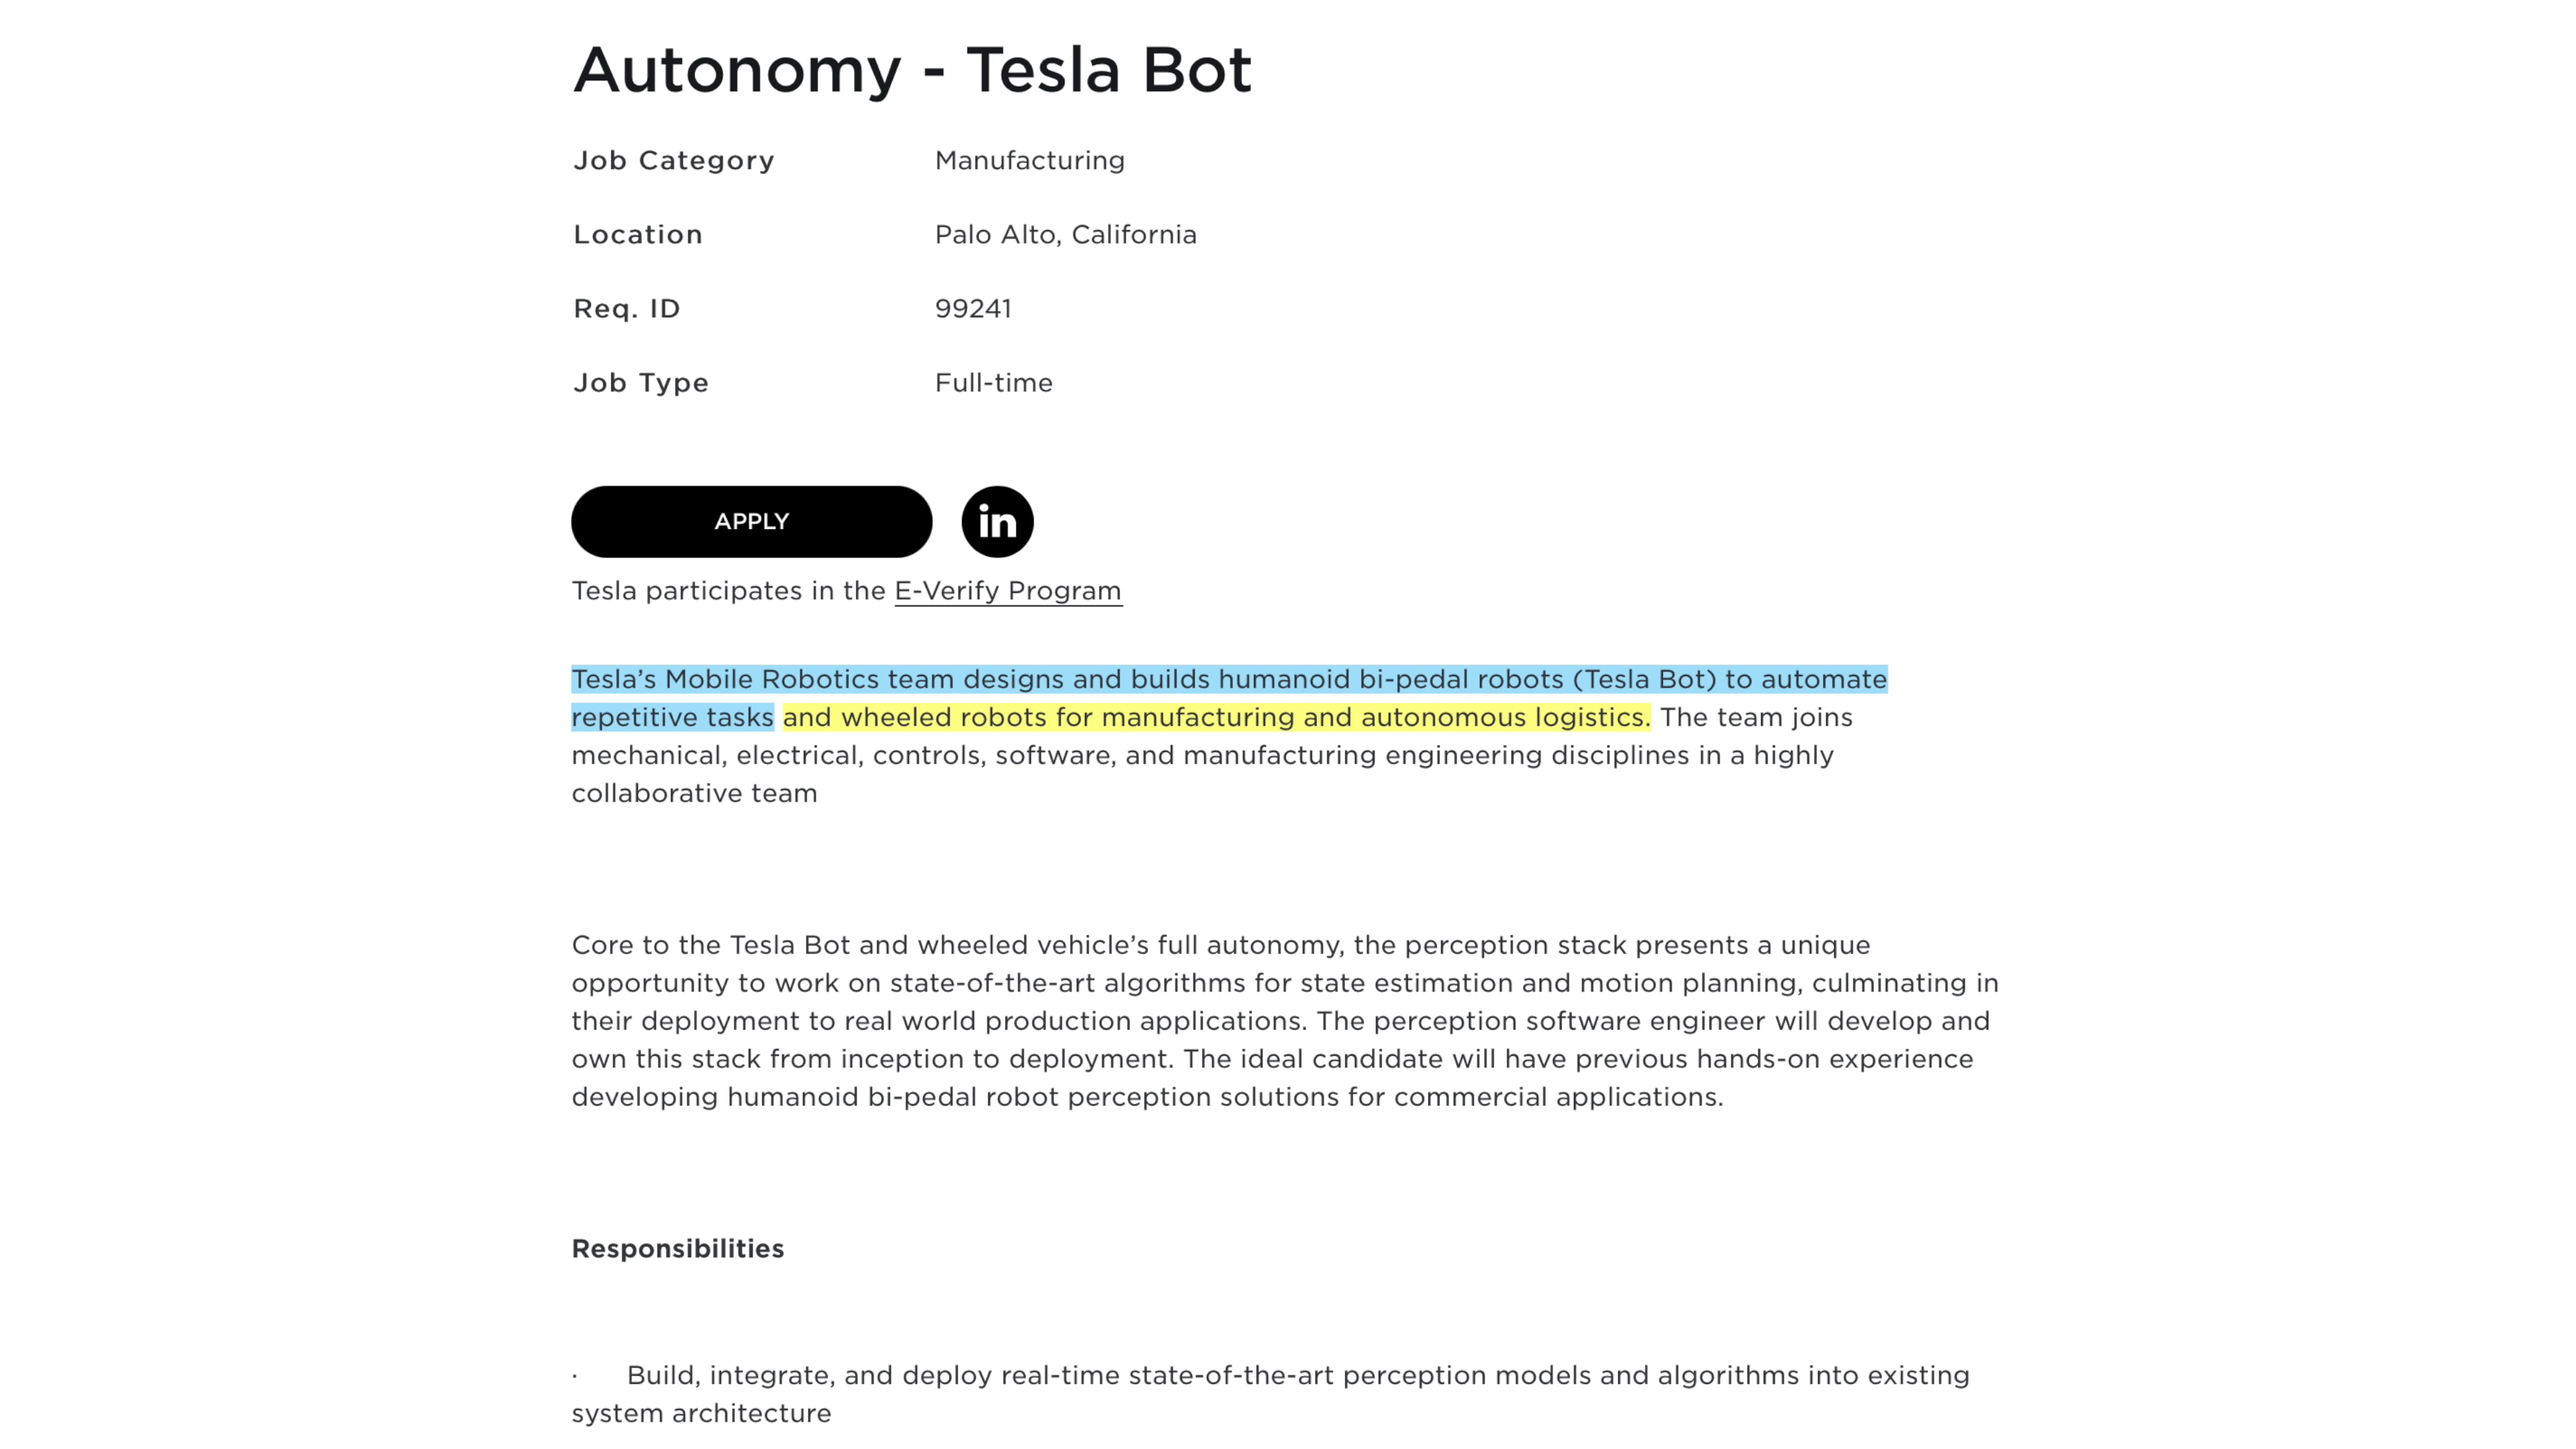 Autonomy - Tesla Bot
Job Category Manufacturing
Location Palo Alto, California
Req. ID 99241
Job Type Full-time
APPLY in
Tesla participates in the E-Verify Program
Tesla’s Mobile Robotics team designs and builds humanoid bi-pedal robots (Tesla Bot) to automate
repetitive tasks and wheeled robots for manufacturing and autonomous logistics. The team joins
mechanical, electrical, controls, software, and manufacturing engineering disciplines in a highly
collaborative team
Core to the Tesla Bot and wheeled vehicle’s full autonomy, the perception stack presents a unique
opportunity to work on state-of-the-art algorithms for state estimation and motion planning, culminating in
their deployment to real world production applications. The perception software engineer will develop and
own this stack from inception to deployment. The ideal candidate will have previous hands-on experience
developing humanoid bi-pedal robot perception solutions for commercial applications.
Responsibilities
· Build, integrate, and deploy real-time state-of-the-art perception models and algorithms into existing
system architecture